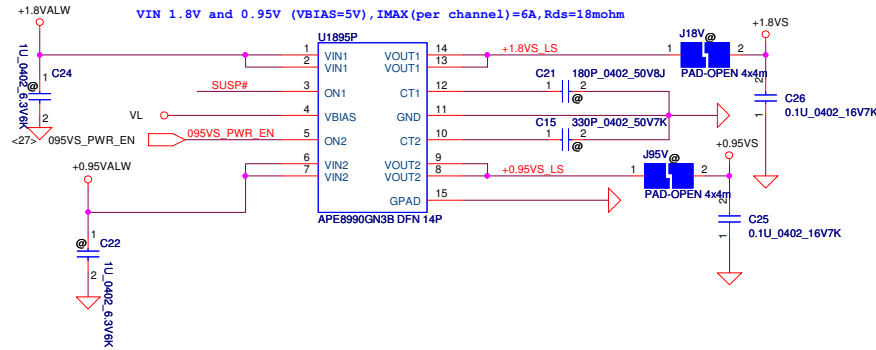 VIN 1.8V and 0.95V (VBIAS=5V),IMAX(per channel)=6A,Rds=18mohm
+1.8VALW
1U_0402_6.3V6K
C24
@
1
2
U1895P
1 VIN1 VOUT1 14
2 VIN1 VOUT1 13
SUSP# 3 ON1 CT1 12
VL 4 VBIAS GND 11
<27> 095VS_PWR_EN 095VS_PWR_EN 5 ON2 CT2 10
6 VIN2 VOUT2 9
7 VIN2 VOUT2 8
GPAD 15
APE8990GN3B DFN 14P
+1.8VS_LS
J18V
@
1 2
PAD-OPEN 4x4m
+1.8VS
C21 180P_0402_50V8J
1 2
@
C15 330P_0402_50V7K
1 2
@
C26
0.1U_0402_16V7K
2
1
+0.95VS_LS
J95V
@
1 2
PAD-OPEN 4x4m
+0.95VS
C25
0.1U_0402_16V7K
2
1
+0.95VALW
@
C22
1
2
1U_0402_6.3V6K